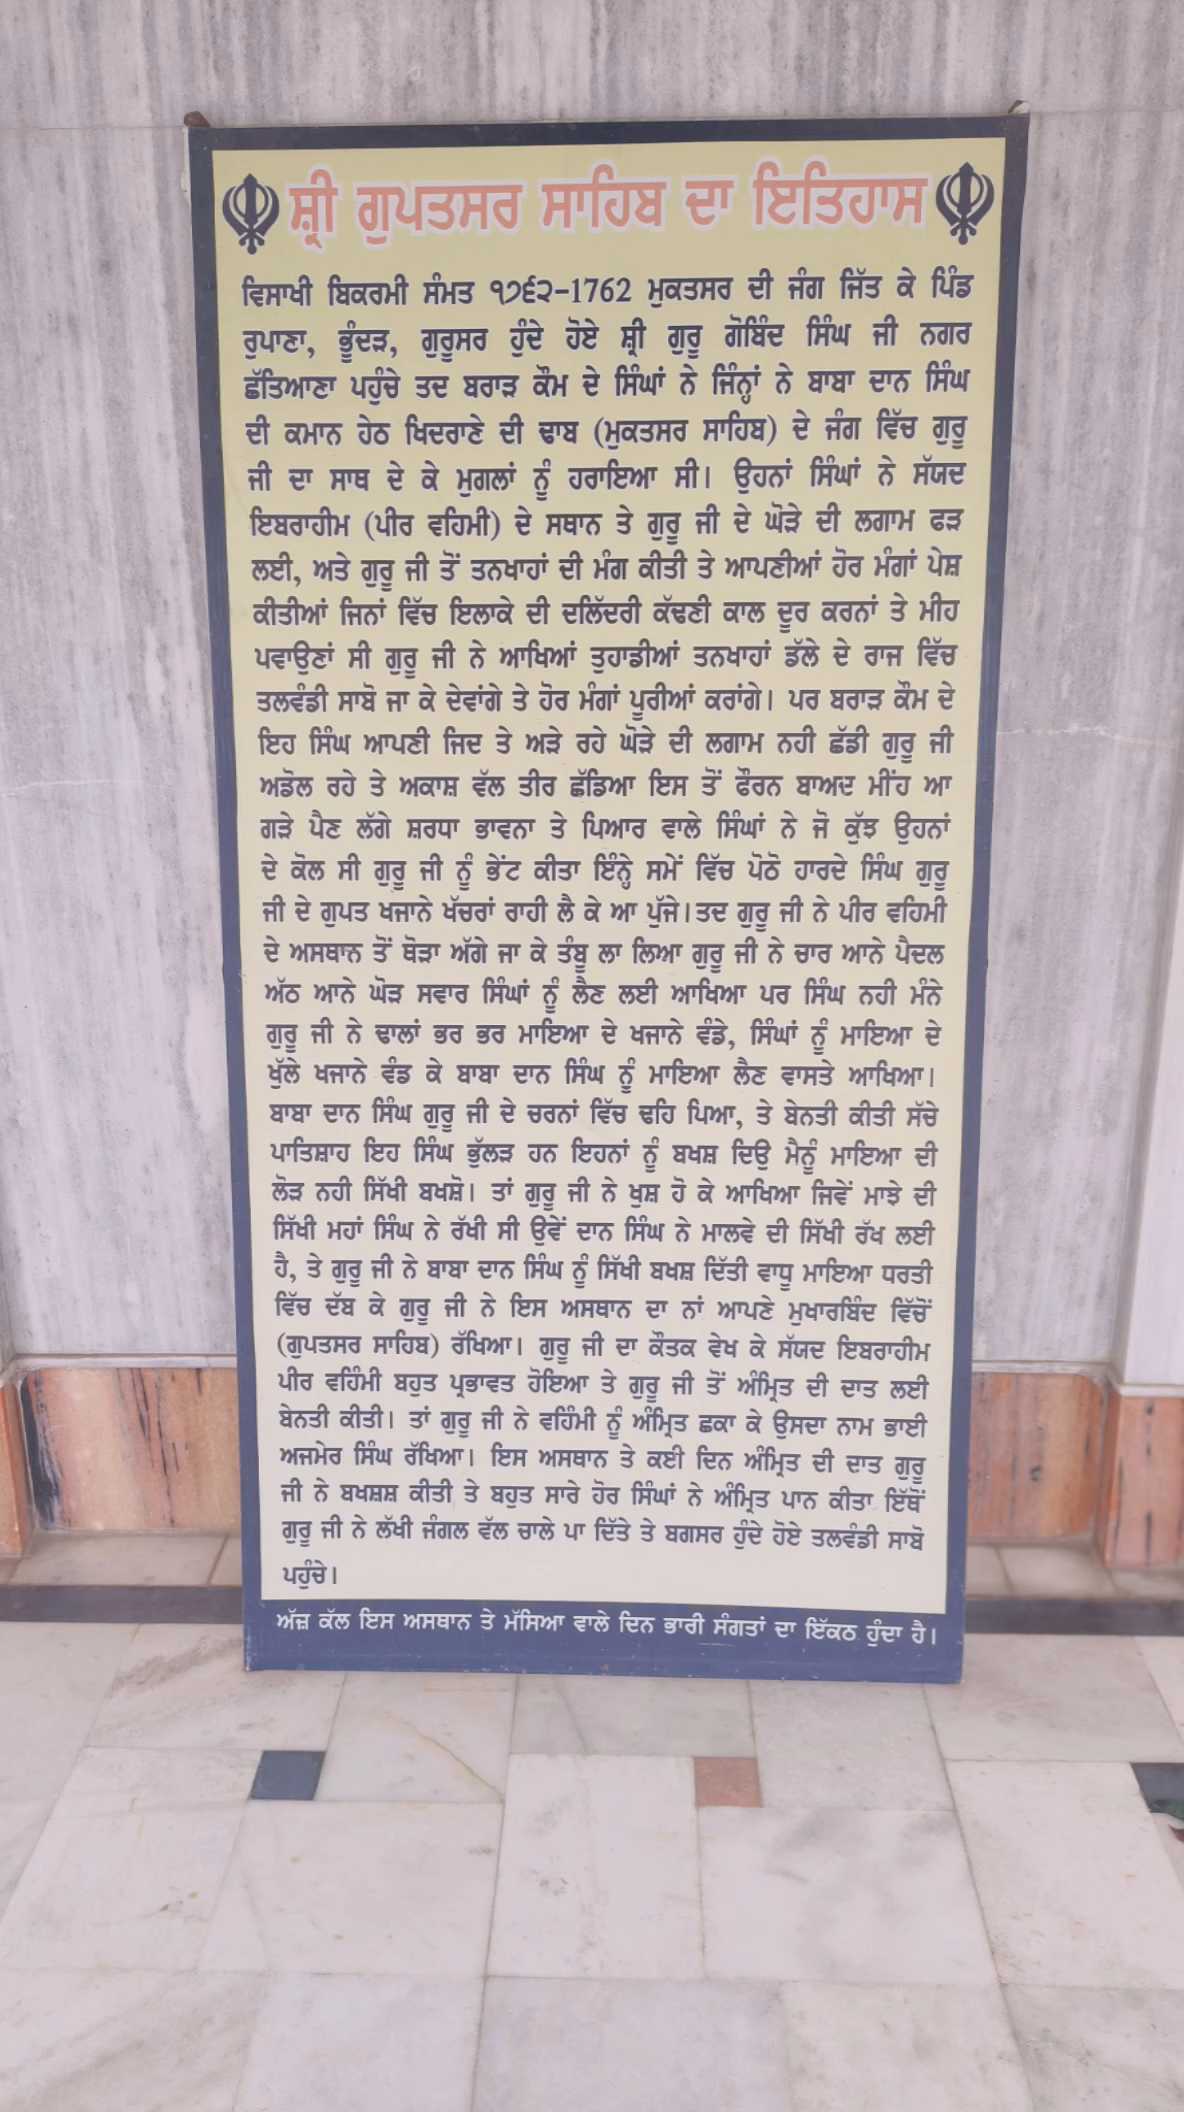 ਸ਼੍ਰੀ ਗੁਪਤਸਰ ਸਾਹਿਬ ਦਾ ਇਤਿਹਾਸ
ਵਿਸਾਖੀ ਬਿਕਰਮੀ ਸੰਮਤ ੧੭੬੨-1762 ਮੁਕਤਸਰ ਦੀ ਜੰਗ ਜਿੱਤ ਕੇ ਪਿੰਡ
ਰੁਪਾਣਾ, ਭੂੰਦੜ, ਗੁਰੂਸਰ ਹੁੰਦੇ ਹੋਏ ਸ਼੍ਰੀ ਗੁਰੂ ਗੋਬਿੰਦ ਸਿੰਘ ਜੀ ਨਗਰ
ਛੱਤਿਆਣਾ ਪਹੁੰਚੇ ਤਦ ਬਰਾੜ ਕੌਮ ਦੇ ਸਿੰਘਾਂ ਨੇ ਜਿੰਨ੍ਹਾਂ ਨੇ ਬਾਬਾ ਦਾਨ ਸਿੰਘ
ਦੀ ਕਮਾਨ ਹੇਠ ਖਿਦਰਾਣੇ ਦੀ ਢਾਬ (ਮੁਕਤਸਰ ਸਾਹਿਬ) ਦੇ ਜੰਗ ਵਿੱਚ ਗੁਰੂ
ਜੀ ਦਾ ਸਾਥ ਦੇ ਕੇ ਮੁਗਲਾਂ ਨੂੰ ਹਰਾਇਆ ਸੀ। ਉਹਨਾਂ ਸਿੰਘਾਂ ਨੇ ਸੱਯਦ
ਇਬਰਾਹੀਮ (ਪੀਰ ਵਹਿਮੀ) ਦੇ ਸਥਾਨ ਤੇ ਗੁਰੂ ਜੀ ਦੇ ਘੋੜੇ ਦੀ ਲਗਾਮ ਫੜ
ਲਈ, ਅਤੇ ਗੁਰੂ ਜੀ ਤੋਂ ਤਨਖਾਹਾਂ ਦੀ ਮੰਗ ਕੀਤੀ ਤੇ ਆਪਣੀਆਂ ਹੋਰ ਮੰਗਾਂ ਪੇਸ਼
ਕੀਤੀਆਂ ਜਿਨਾਂ ਵਿੱਚ ਇਲਾਕੇ ਦੀ ਦਲਿੱਦਰੀ ਕੱਢਣੀ ਕਾਲ ਦੂਰ ਕਰਨਾਂ ਤੇ ਮੀਹ
ਪਵਾਉਣਾਂ ਸੀ ਗੁਰੂ ਜੀ ਨੇ ਆਖਿਆਂ ਤੁਹਾਡੀਆਂ ਤਨਖਾਹਾਂ ਡੱਲੇ ਦੇ ਰਾਜ ਵਿੱਚ
ਤਲਵੰਡੀ ਸਾਬੋ ਜਾ ਕੇ ਦੇਵਾਂਗੇ ਤੇ ਹੋਰ ਮੰਗਾਂ ਪੂਰੀਆਂ ਕਰਾਂਗੇ। ਪਰ ਬਰਾੜ ਕੌਮ ਦੇ
ਇਹ ਸਿੰਘ ਆਪਣੀ ਜਿਦ ਤੇ ਅੜੇ ਰਹੇ ਘੋੜੇ ਦੀ ਲਗਾਮ ਨਹੀ ਛੱਡੀ ਗੁਰੂ ਜੀ
ਅਡੋਲ ਰਹੇ ਤੇ ਅਕਾਸ਼ ਵੱਲ ਤੀਰ ਛੱਡਿਆ ਇਸ ਤੋਂ ਫੌਰਨ ਬਾਅਦ ਮੀਂਹ ਆ
ਗੜੇ ਪੈਣ ਲੱਗੇ ਸ਼ਰਧਾ ਭਾਵਨਾ ਤੇ ਪਿਆਰ ਵਾਲੇ ਸਿੰਘਾਂ ਨੇ ਜੋ ਕੁੱਝ ਉਹਨਾਂ
ਦੇ ਕੋਲ ਸੀ ਗੁਰੂ ਜੀ ਨੂੰ ਭੇਂਟ ਕੀਤਾ ਇੰਨ੍ਹੇ ਸਮੇਂ ਵਿੱਚ ਪੋਠੋ ਹਾਰਦੇ ਸਿੰਘ ਗੁਰੂ
ਜੀ ਦੇ ਗੁਪਤ ਖਜਾਨੇ ਖੱਚਰਾਂ ਰਾਹੀ ਲੈ ਕੇ ਆ ਪੁੱਜੇ। ਤਦ ਗੁਰੂ ਜੀ ਨੇ ਪੀਰ ਵਹਿਮੀ
ਦੇ ਅਸਥਾਨ ਤੋਂ ਥੋੜਾ ਅੱਗੇ ਜਾ ਕੇ ਤੰਬੂ ਲਾ ਲਿਆ ਗੁਰੂ ਜੀ ਨੇ ਚਾਰ ਆਨੇ ਪੈਦਲ
ਅੱਠ ਆਨੇ ਘੋੜ ਸਵਾਰ ਸਿੰਘਾਂ ਨੂੰ ਲੈਣ ਲਈ ਆਖਿਆ ਪਰ ਸਿੰਘ ਨਹੀ ਮੰਨੇ
ਗੁਰੂ ਜੀ ਨੇ ਢਾਲਾਂ ਭਰ ਭਰ ਮਾਇਆ ਦੇ ਖਜਾਨੇ ਵੰਡੇ, ਸਿੰਘਾਂ ਨੂੰ ਮਾਇਆ ਦੇ
ਖੁੱਲੇ ਖਜਾਨੇ ਵੰਡ ਕੇ ਬਾਬਾ ਦਾਨ ਸਿੰਘ ਨੂੰ ਮਾਇਆ ਲੈਣ ਵਾਸਤੇ ਆਖਿਆ।
ਬਾਬਾ ਦਾਨ ਸਿੰਘ ਗੁਰੂ ਜੀ ਦੇ ਚਰਨਾਂ ਵਿੱਚ ਢਹਿ ਪਿਆ, ਤੇ ਬੇਨਤੀ ਕੀਤੀ ਸੱਚੇ
ਪਾਤਿਸ਼ਾਹ ਇਹ ਸਿੰਘ ਭੁੱਲੜ ਹਨ ਇਹਨਾਂ ਨੂੰ ਬਖਸ਼ ਦਿਉ ਮੈਨੂੰ ਮਾਇਆ ਦੀ
ਲੋੜ ਨਹੀ ਸਿੱਖੀ ਬਖਸ਼ੋ। ਤਾਂ ਗੁਰੂ ਜੀ ਨੇ ਖੁਸ਼ ਹੋ ਕੇ ਆਖਿਆ ਜਿਵੇਂ ਮਾਝੇ ਦੀ
ਸਿੱਖੀ ਮਹਾਂ ਸਿੰਘ ਨੇ ਰੱਖੀ ਸੀ ਉਵੇਂ ਦਾਨ ਸਿੰਘ ਨੇ ਮਾਲਵੇ ਦੀ ਸਿੱਖੀ ਰੱਖ ਲਈ
ਹੈ, ਤੇ ਗੁਰੂ ਜੀ ਨੇ ਬਾਬਾ ਦਾਨ ਸਿੰਘ ਨੂੰ ਸਿੱਖੀ ਬਖਸ਼ ਦਿੱਤੀ ਵਾਧੂ ਮਾਇਆ ਧਰਤੀ
ਵਿੱਚ ਦੱਬ ਕੇ ਗੁਰੂ ਜੀ ਨੇ ਇਸ ਅਸਥਾਨ ਦਾ ਨਾਂ ਆਪਣੇ ਮੁਖਾਰਬਿੰਦ ਵਿੱਚੋਂ
(ਗੁਪਤਸਰ ਸਾਹਿਬ) ਰੱਖਿਆ। ਗੁਰੂ ਜੀ ਦਾ ਕੌਤਕ ਵੇਖ ਕੇ ਸੱਯਦ ਇਬਰਾਹੀਮ
ਪੀਰ ਵਹਿੰਮੀ ਬਹੁਤ ਪ੍ਰਭਾਵਤ ਹੋਇਆ ਤੇ ਗੁਰੂ ਜੀ ਤੋਂ ਅੰਮ੍ਰਿਤ ਦੀ ਦਾਤ ਲਈ
ਬੇਨਤੀ ਕੀਤੀ। ਤਾਂ ਗੁਰੂ ਜੀ ਨੇ ਵਹਿੰਮੀ ਨੂੰ ਅੰਮ੍ਰਿਤ ਛਕਾ ਕੇ ਉਸਦਾ ਨਾਮ ਭਾਈ
ਅਜਮੇਰ ਸਿੰਘ ਰੱਖਿਆ। ਇਸ ਅਸਥਾਨ ਤੇ ਕਈ ਦਿਨ ਅੰਮ੍ਰਿਤ ਦੀ ਦਾਤ ਗੁਰੂ
ਜੀ ਨੇ ਬਖਸ਼ਸ਼ ਕੀਤੀ ਤੇ ਬਹੁਤ ਸਾਰੇ ਹੋਰ ਸਿੰਘਾਂ ਨੇ ਅੰਮ੍ਰਿਤ ਪਾਨ ਕੀਤਾ ਇੱਥੋਂ
ਗੁਰੂ ਜੀ ਨੇ ਲੱਖੀ ਜੰਗਲ ਵੱਲ ਚਾਲੇ ਪਾ ਦਿੱਤੇ ਤੇ ਬਗਸਰ ਹੁੰਦੇ ਹੋਏ ਤਲਵੰਡੀ ਸਾਬੋ
ਪਹੁੰਚੇ।
ਅੱਜ਼ ਕੱਲ ਇਸ ਅਸਥਾਨ ਤੇ ਮੱਸਿਆ ਵਾਲੇ ਦਿਨ ਭਾਰੀ ਸੰਗਤਾਂ ਦਾ ਇੱਕਠ ਹੁੰਦਾ ਹੈ।